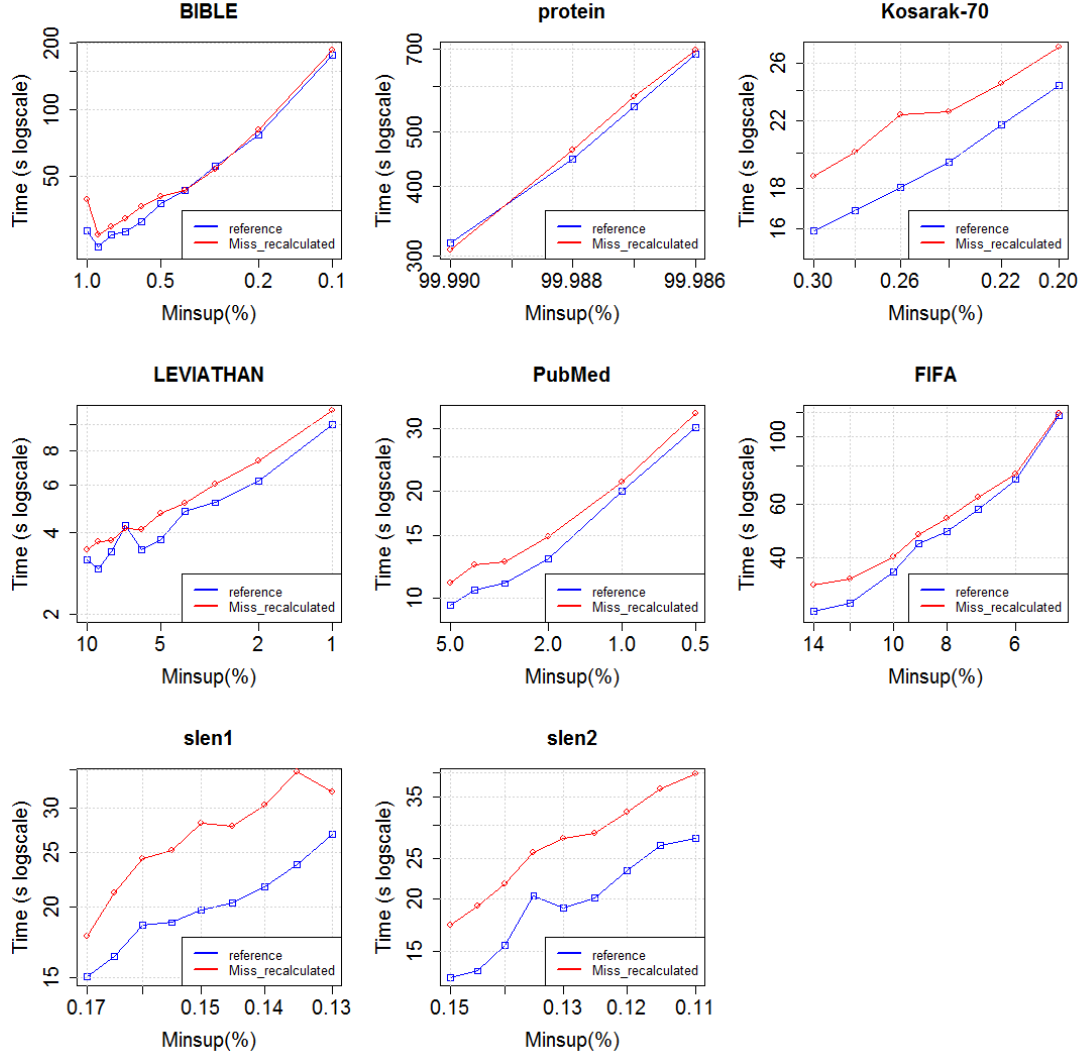 BIBLE
Time (s logscale)
200
100
50
1.0 0.5 0.2 0.1
Minsup(%)
reference
Miss_recalculated
protein
Time (s logscale)
700
500
400
300
99.990 99.988 99.986
Minsup(%)
reference
Miss_recalculated
Kosarak-70
Time (s logscale)
26
22
18
16
0.30 0.26 0.22 0.20
Minsup(%)
reference
Miss_recalculated
LEVIATHAN
Time (s logscale)
8
6
4
2
10 5 2 1
Minsup(%)
reference
Miss_recalculated
PubMed
Time (s logscale)
30
20
15
10
5.0 2.0 1.0 0.5
Minsup(%)
reference
Miss_recalculated
FIFA
Time (s logscale)
100
60
40
14 10 8 6
Minsup(%)
reference
Miss_recalculated
slen1
Time (s logscale)
30
25
20
15
0.17 0.15 0.14 0.13
Minsup(%)
reference
Miss_recalculated
slen2
Time (s logscale)
35
25
20
15
0.15 0.13 0.12 0.11
Minsup(%)
reference
Miss_recalculated